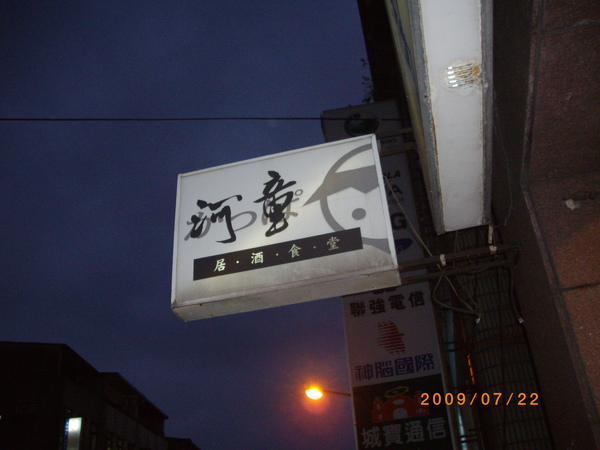 河童
居·酒·食·堂
聯強電信
神腦國際
城寶通信
2009/07/22